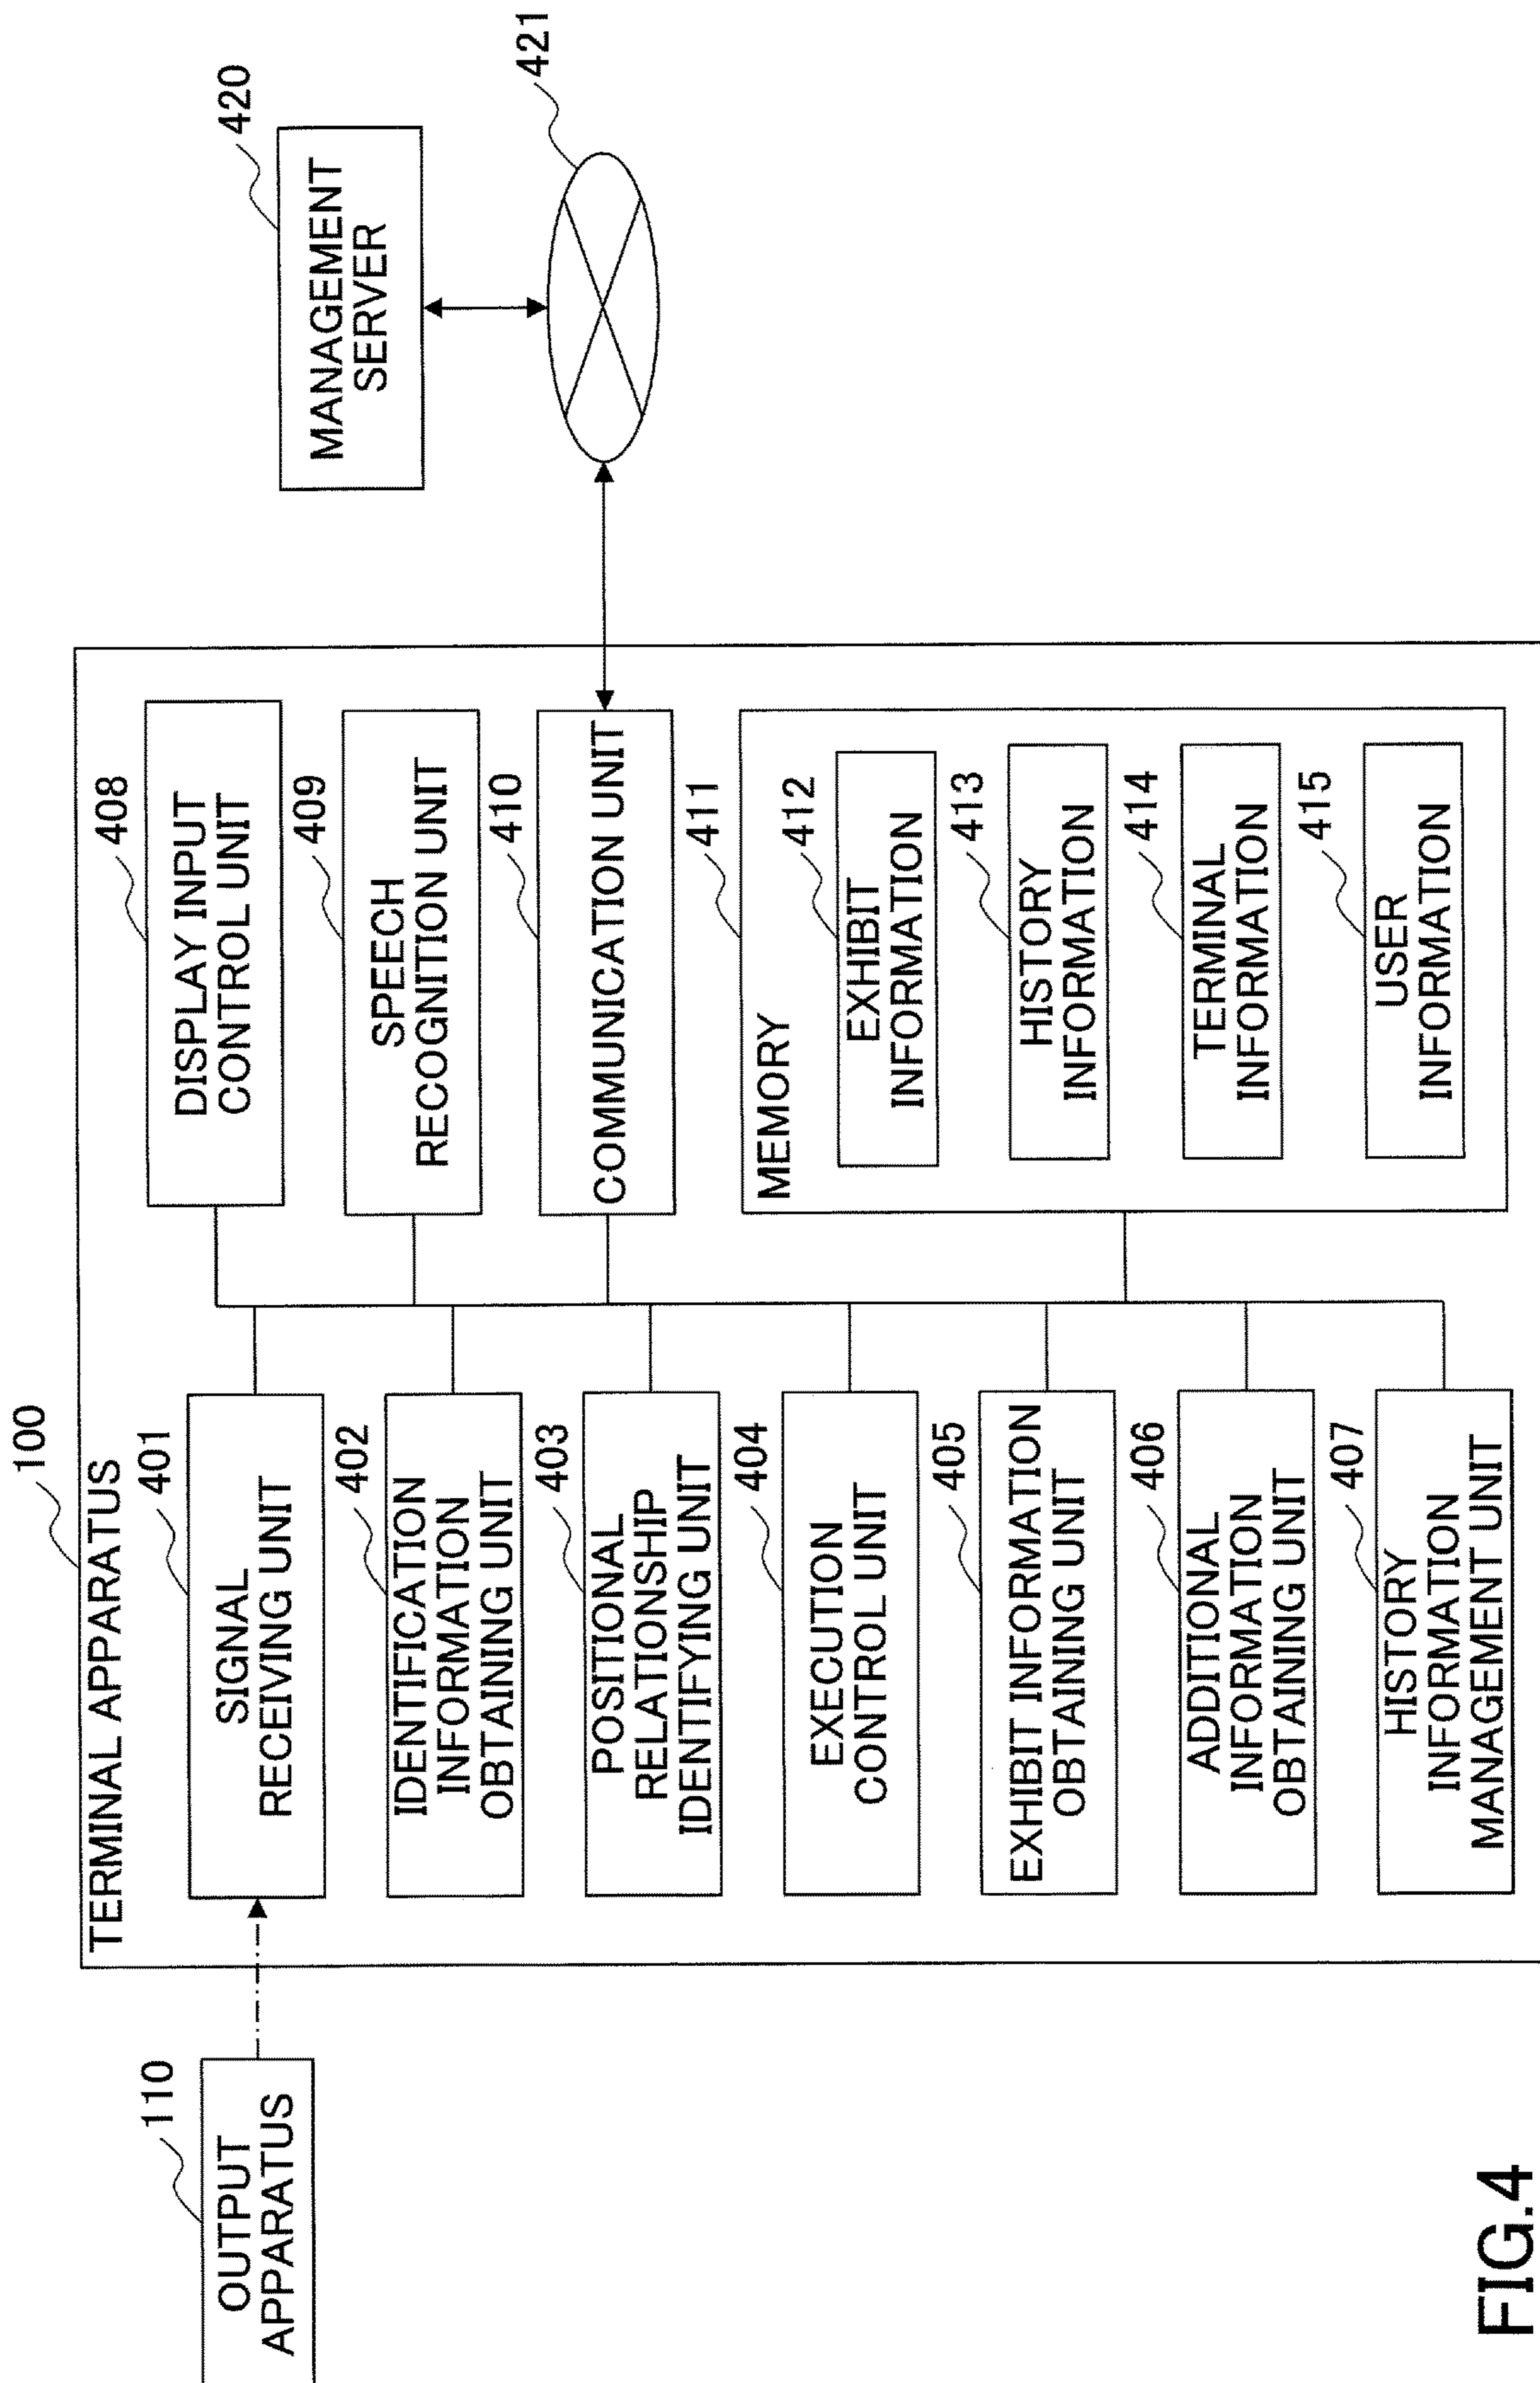 100
TERMINAL APPARATUS
110
OUTPUT
APPARATUS
401
SIGNAL
RECEIVING UNIT
402
IDENTIFICATION
INFORMATION
OBTAINING UNIT
403
POSITIONAL
RELATIONSHIP
IDENTIFYING UNIT
404
EXECUTION
CONTROL UNIT
405
EXHIBIT INFORMATION
OBTAINING UNIT
406
ADDITIONAL
INFORMATION
OBTAINING UNIT
407
HISTORY
INFORMATION
MANAGEMENT UNIT
408
DISPLAY INPUT
CONTROL UNIT
409
SPEECH
RECOGNITION UNIT
410
COMMUNICATION UNIT
411
MEMORY
412
EXHIBIT
INFORMATION
413
HISTORY
INFORMATION
414
TERMINAL
INFORMATION
415
USER
INFORMATION
420
MANAGEMENT
SERVER
421
FIG.4